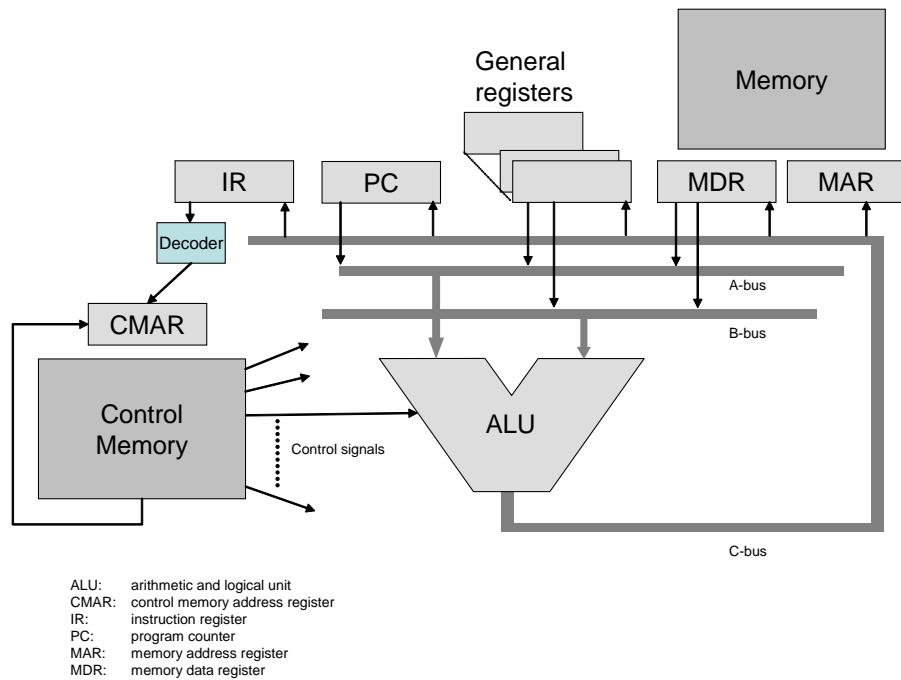 General
registers
Memory
IR
PC
MDR
MAR
Decoder
A-bus
CMAR
B-bus
Control
Memory
ALU
Control signals
C-bus
ALU: arithmetic and logical unit
CMAR: control memory address register
IR: instruction register
PC: program counter
MAR: memory address register
MDR: memory data register